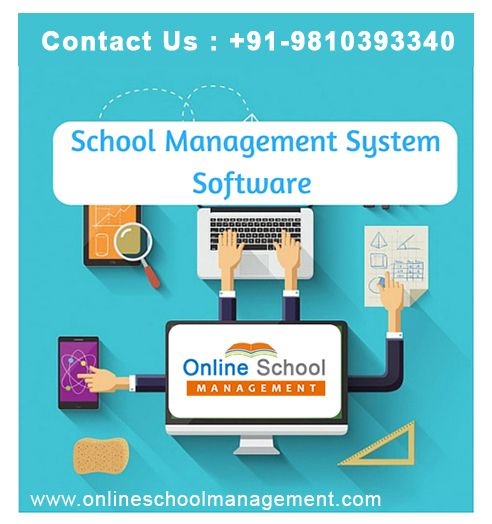 Contact Us : +91-9810393340
School Management System
Software
Online School
MANAGEMENT
www.onlineschoolmanagement.com